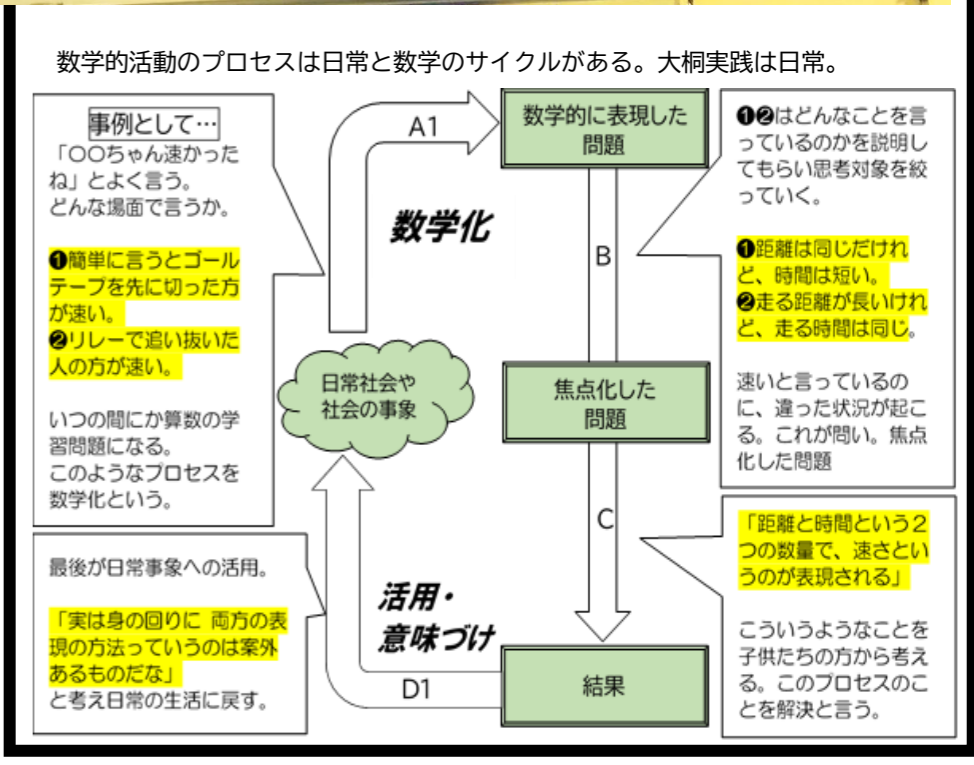 数学的活動のプロセスは日常と数学のサイクルがある。大桐実践は日常。
事例として…
「〇〇ちゃん速かった
ね」とよく言う。
どんな場面で言うか。
❶簡単に言うとゴール
テープを先に切った方
が速い。
❷リレーで追い抜いた
人の方が速い。
いつの間にか算数の学
習問題になる。
このようなプロセスを
数学化という。
A1
数学化
数学的に表現した
問題
B
❶❷はどんなことを言
っているのかを説明し
てもらい思考対象を絞
っていく。
❶距離は同じだけれ
ど、時間は短い。
❷走る距離が長いけれ
ど、走る時間は同じ。
速いと言っているの
に、違った状況が起こ
る。これが問い。焦点
化した問題
日常社会や
社会の事象
焦点化した
問題
C
「距離と時間という２
つの数量で、速さとい
うのが表現される」
こういうようなことを
子供たちの方から考え
る。このプロセスのこ
とを解決と言う。
結果
D1
活用・
意味づけ
最後が日常事象への活用。
「実は身の回りに 両方の表
現の方法っていうのは案外
あるものだな」
と考え日常の生活に戻す。